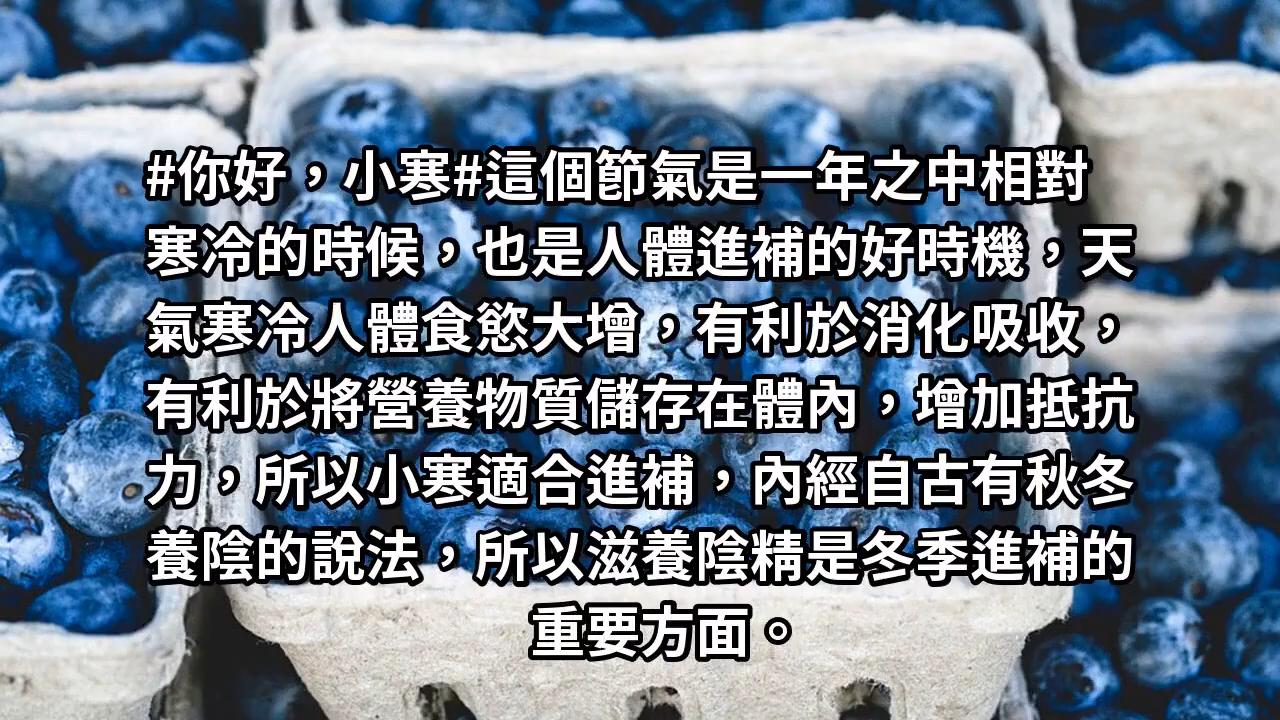 #你好，小寒#這個節氣是一年之中相對
寒冷的時候，也是人體進補的好時機，天
氣寒冷人體食慾大增，有利於消化吸收，
有利於將營養物質儲存在體內，增加抵抗
力，所以小寒適合進補，內經自古有秋冬
養陰的說法，所以滋養陰精是冬季進補的
重要方面。